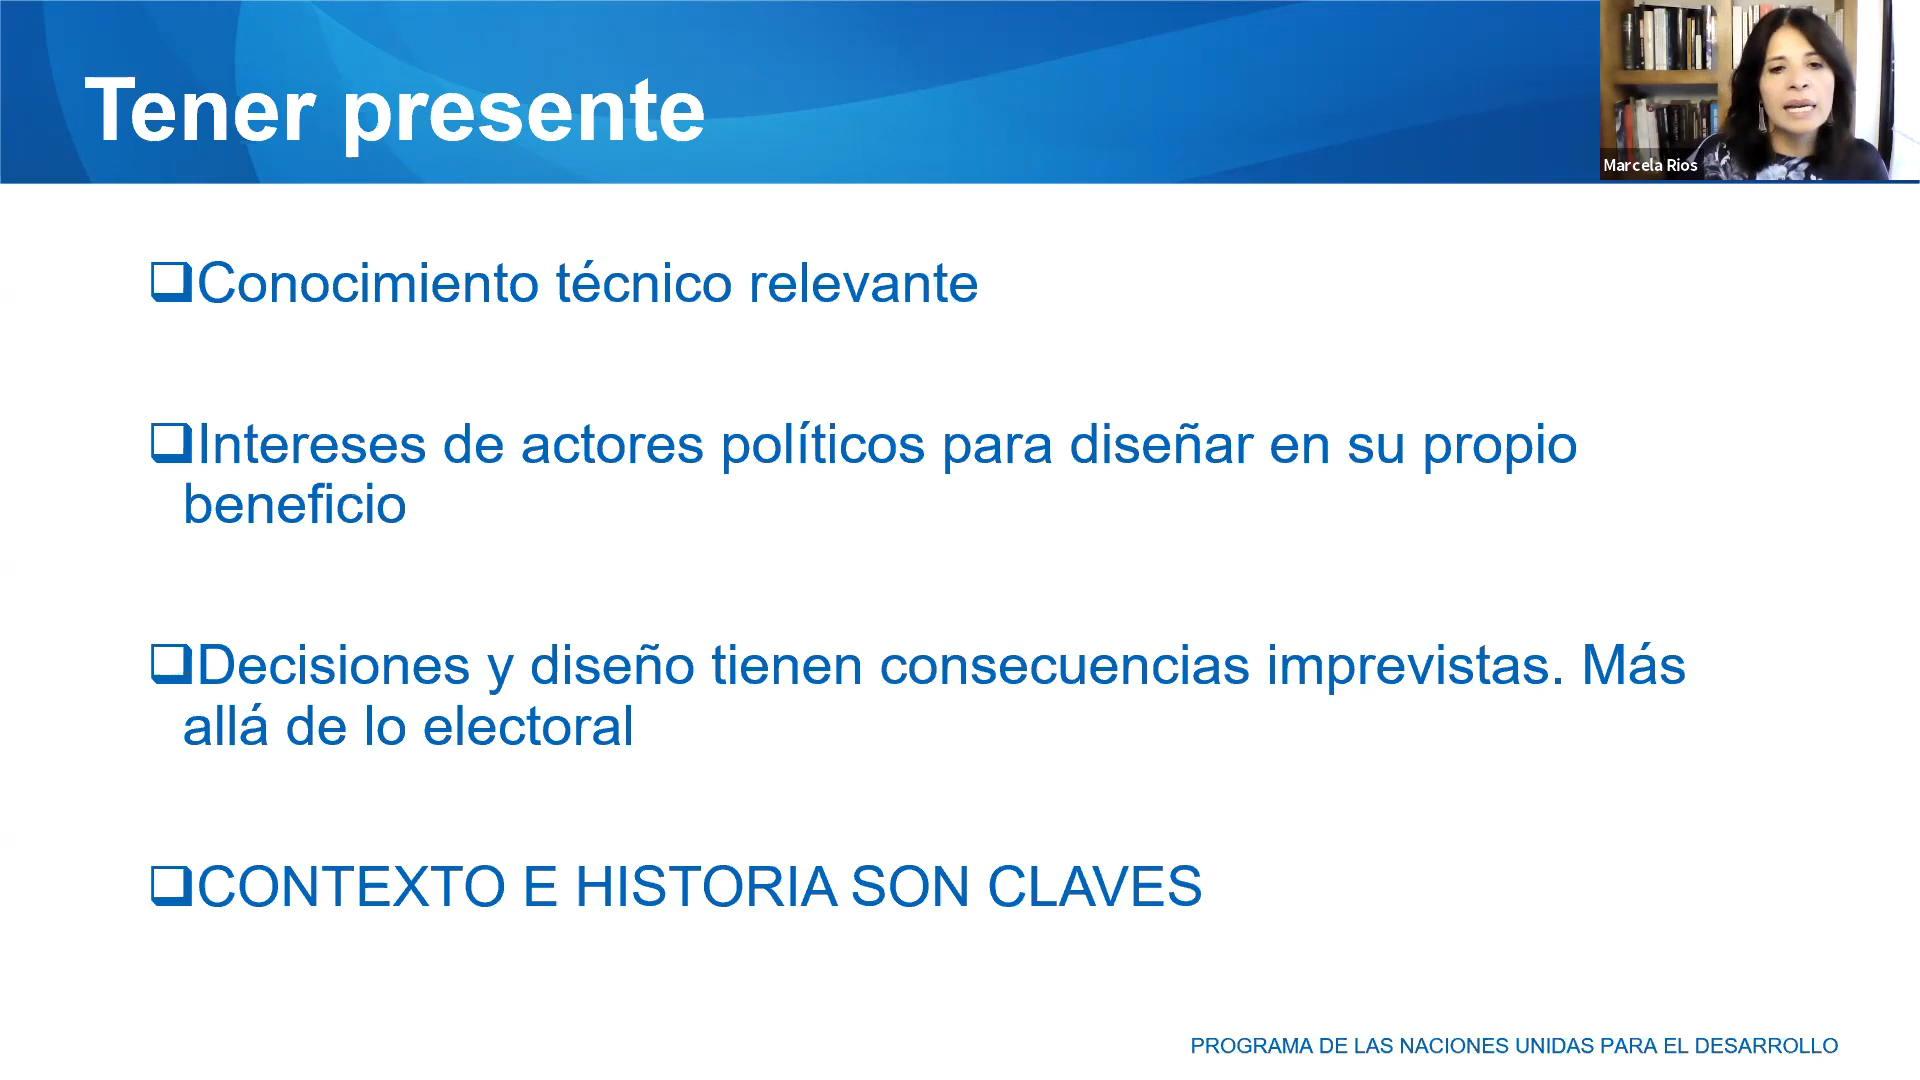 Tener presente
Marcela Rios
❑Conocimiento técnico relevante
❑Intereses de actores políticos para diseñar en su propio
beneficio
❑Decisiones y diseño tienen consecuencias imprevistas. Más
allá de lo electoral
❑CONTEXTO E HISTORIA SON CLAVES
PROGRAMA DE LAS NACIONES UNIDAS PARA EL DESARROLLO